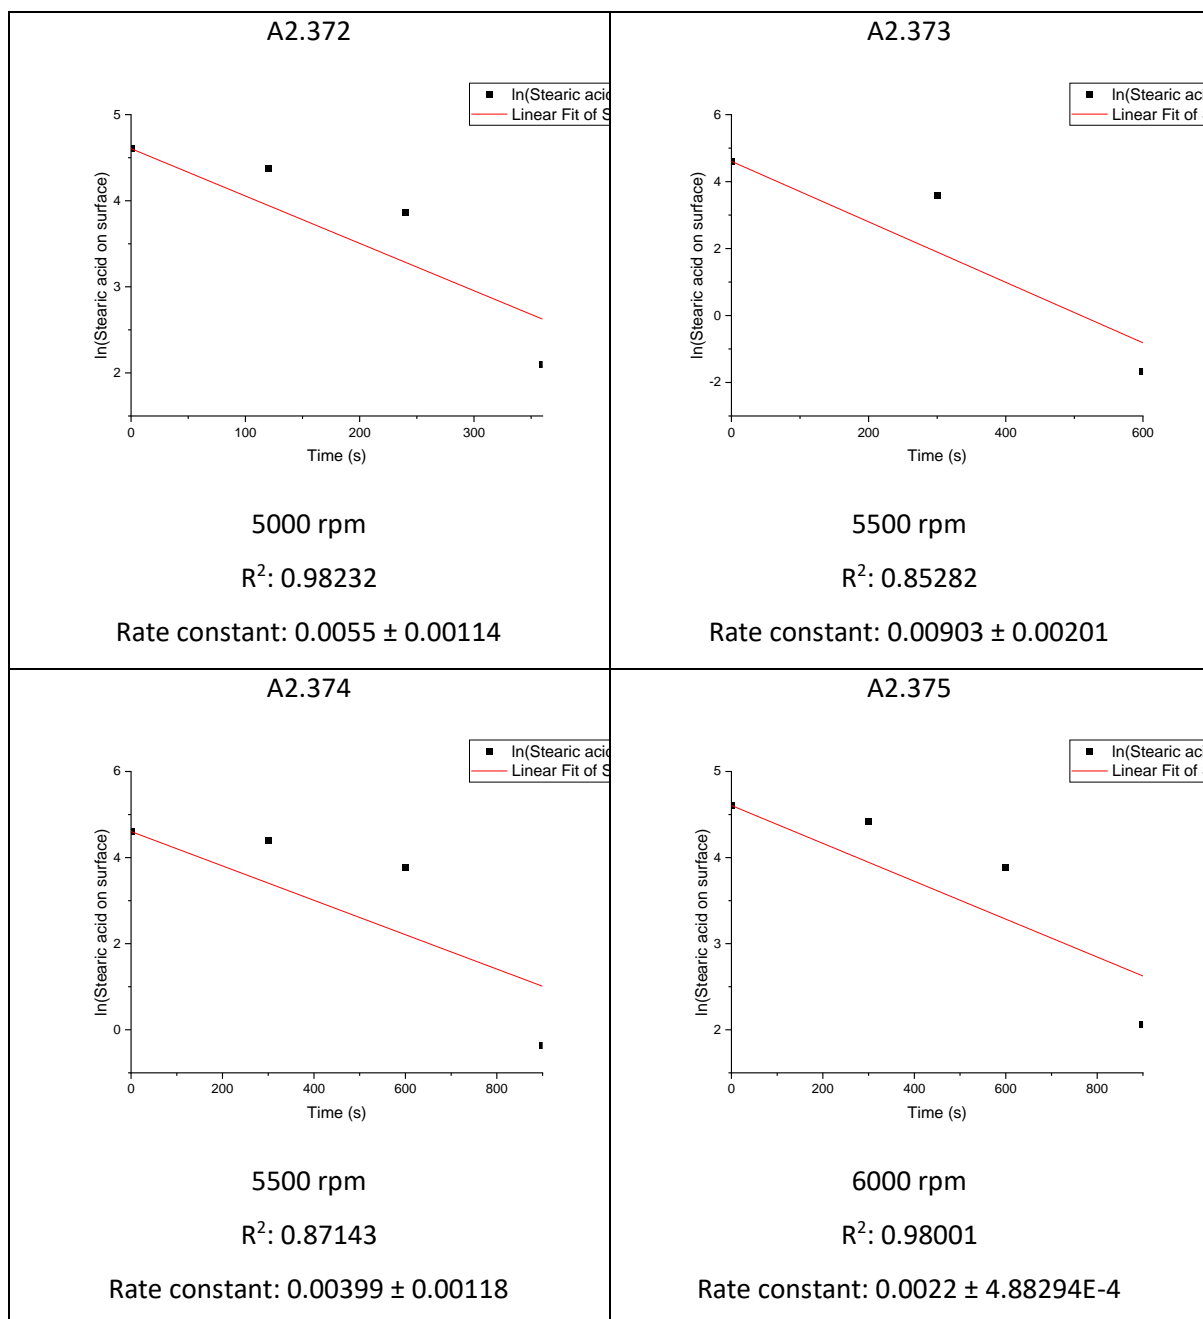 A2.372
ln(Stearic acid
Linear Fit of S
5
4
3
2
ln(Stearic acid on surface)
0 100 200 300
Time (s)
5000 rpm
R²: 0.98232
Rate constant: 0.0055 ± 0.00114
A2.373
ln(Stearic aci
Linear Fit of
6
4
2
0
-2
ln(Stearic acid on surface)
0 200 400 600
Time (s)
5500 rpm
R²: 0.85282
Rate constant: 0.00903 ± 0.00201
A2.374
ln(Stearic acid
Linear Fit of S
6
4
2
0
ln(Stearic acid on surface)
0 200 400 600 800
Time (s)
5500 rpm
R²: 0.87143
Rate constant: 0.00399 ± 0.00118
A2.375
ln(Stearic aci
Linear Fit of
5
4
3
2
ln(Stearic acid on surface)
0 200 400 600 800
Time (s)
6000 rpm
R²: 0.98001
Rate constant: 0.0022 ± 4.88294E-4